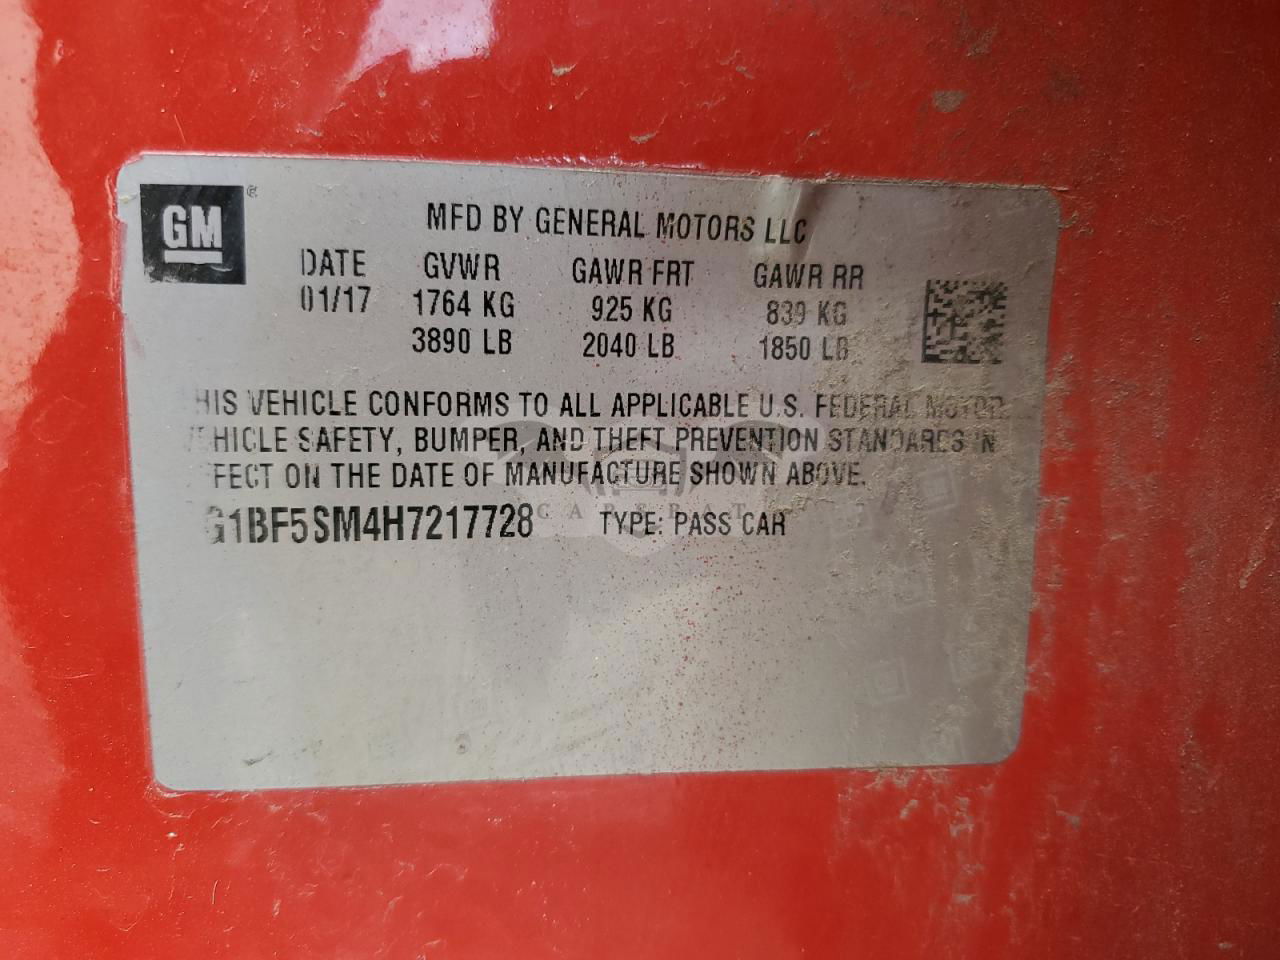 GM
MFD BY GENERAL MOTORS LLC
DATE GVWR GAWR FRT GAWR RR
01/17 1764 KG 925 KG 839 KG
3890 LB 2040 LB 1850 LB
HIS VEHICLE CONFORMS TO ALL APPLICABLE U.S. FEDERAL MOTOR
VEHICLE SAFETY, BUMPER, AND THEFT PREVENTION STANDARDS IN
FFECT ON THE DATE OF MANUFACTURE SHOWN ABOVE.
G1BF5SM4H7217728 TYPE: PASS CAR